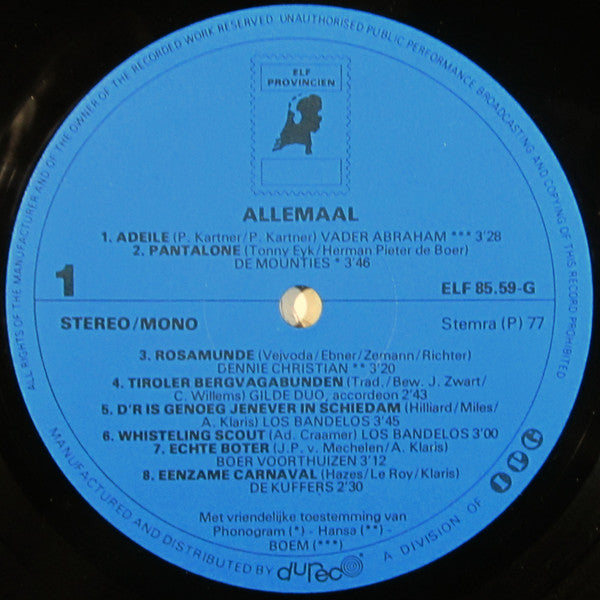 ALL RIGHTS OF THE MANUFACTURER AND OF THE OWNER OF THE RECORDED WORK RESERVED. UNAUTHORISED PUBLIC PERFORMANCE BROADCASTING AND COPYING OF THIS RECORD PROHIBITED
ELF
PROVINCIEN
ALLEMAAL
1. ADEILE (P. Kartner/P. Kartner) VADER ABRAHAM *** 3'28
2. PANTALONE (Tonny Eyk/Herman Pieter de Boer)
DE MOUNTIES * 3'46
1
ELF 85.59-G
STEREO/MONO
Stemra (P) 77
3. ROSAMUNDE (Vejvoda/Ebner/Zemann/Richter)
DENNIE CHRISTIAN ** 3'20
4. TIROLER BERGVAGABUNDEN (Trad./Bew. J. Zwart/
C. Willems) GILDE DUO, accordeon 2'43
5. D'R IS GENOEG JENEVER IN SCHIEDAM (Hilliard/Miles/
A. Klaris) LOS BANDELOS 3'45
6. WHISTELING SCOUT (Ad. Craamer) LOS BANDELOS 3'00
7. ECHTE BOTER (J.P. v. Mechelen/A. Klaris)
BOER VOORTHUIZEN 3'12
8. EENZAME CARNAVAL (Hazes/Le Roy/Klaris)
DE KUFFERS 2'30
Met vriendelijke toestemming van
Phonogram (*) - Hansa (**) -
BOEM (***)
MANUFACTURED AND DISTRIBUTED BY dureco A DIVISION OF